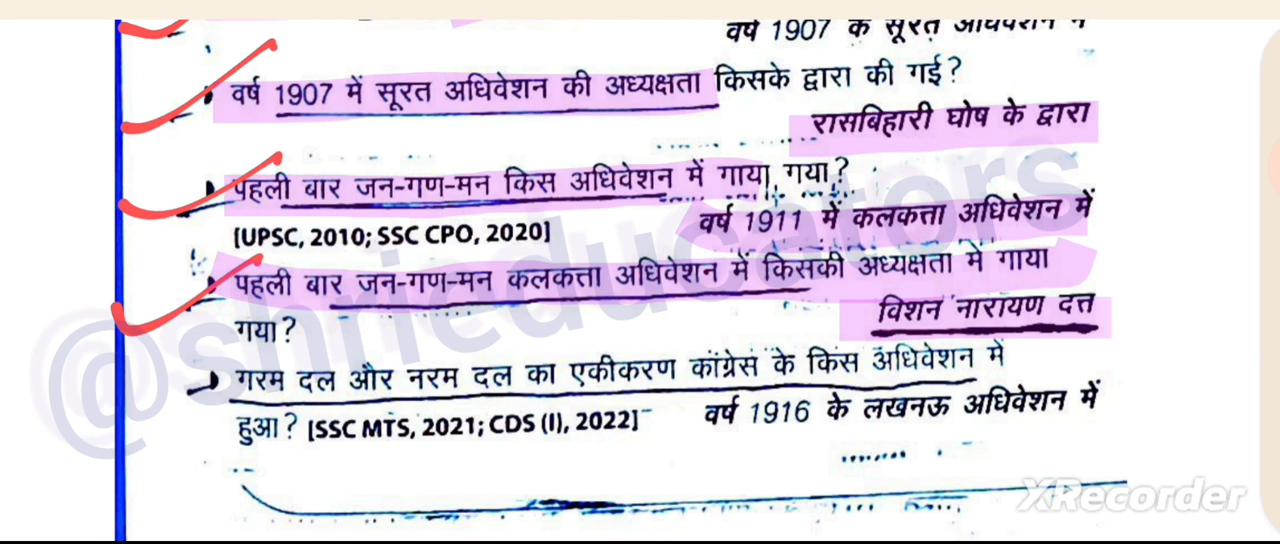 वर्ष 1907 के सूरत अधिवेशन में
वर्ष 1907 में सूरत अधिवेशन की अध्यक्षता किसके द्वारा की गई?
रासबिहारी घोष के द्वारा
पहली बार जन-गण-मन किस अधिवेशन में गाया गया?
[UPSC, 2010; SSC CPO, 2020] वर्ष 1911 में कलकत्ता अधिवेशन में
पहली बार जन-गण-मन कलकत्ता अधिवेशन में किसकी अध्यक्षता में गाया
गया? विशन नारायण दत्त
गरम दल और नरम दल का एकीकरण कांग्रेस के किस अधिवेशन में
हुआ? [SSC MTS, 2021; CDS (I), 2022] वर्ष 1916 के लखनऊ अधिवेशन में
@shrieducators
XRecorder